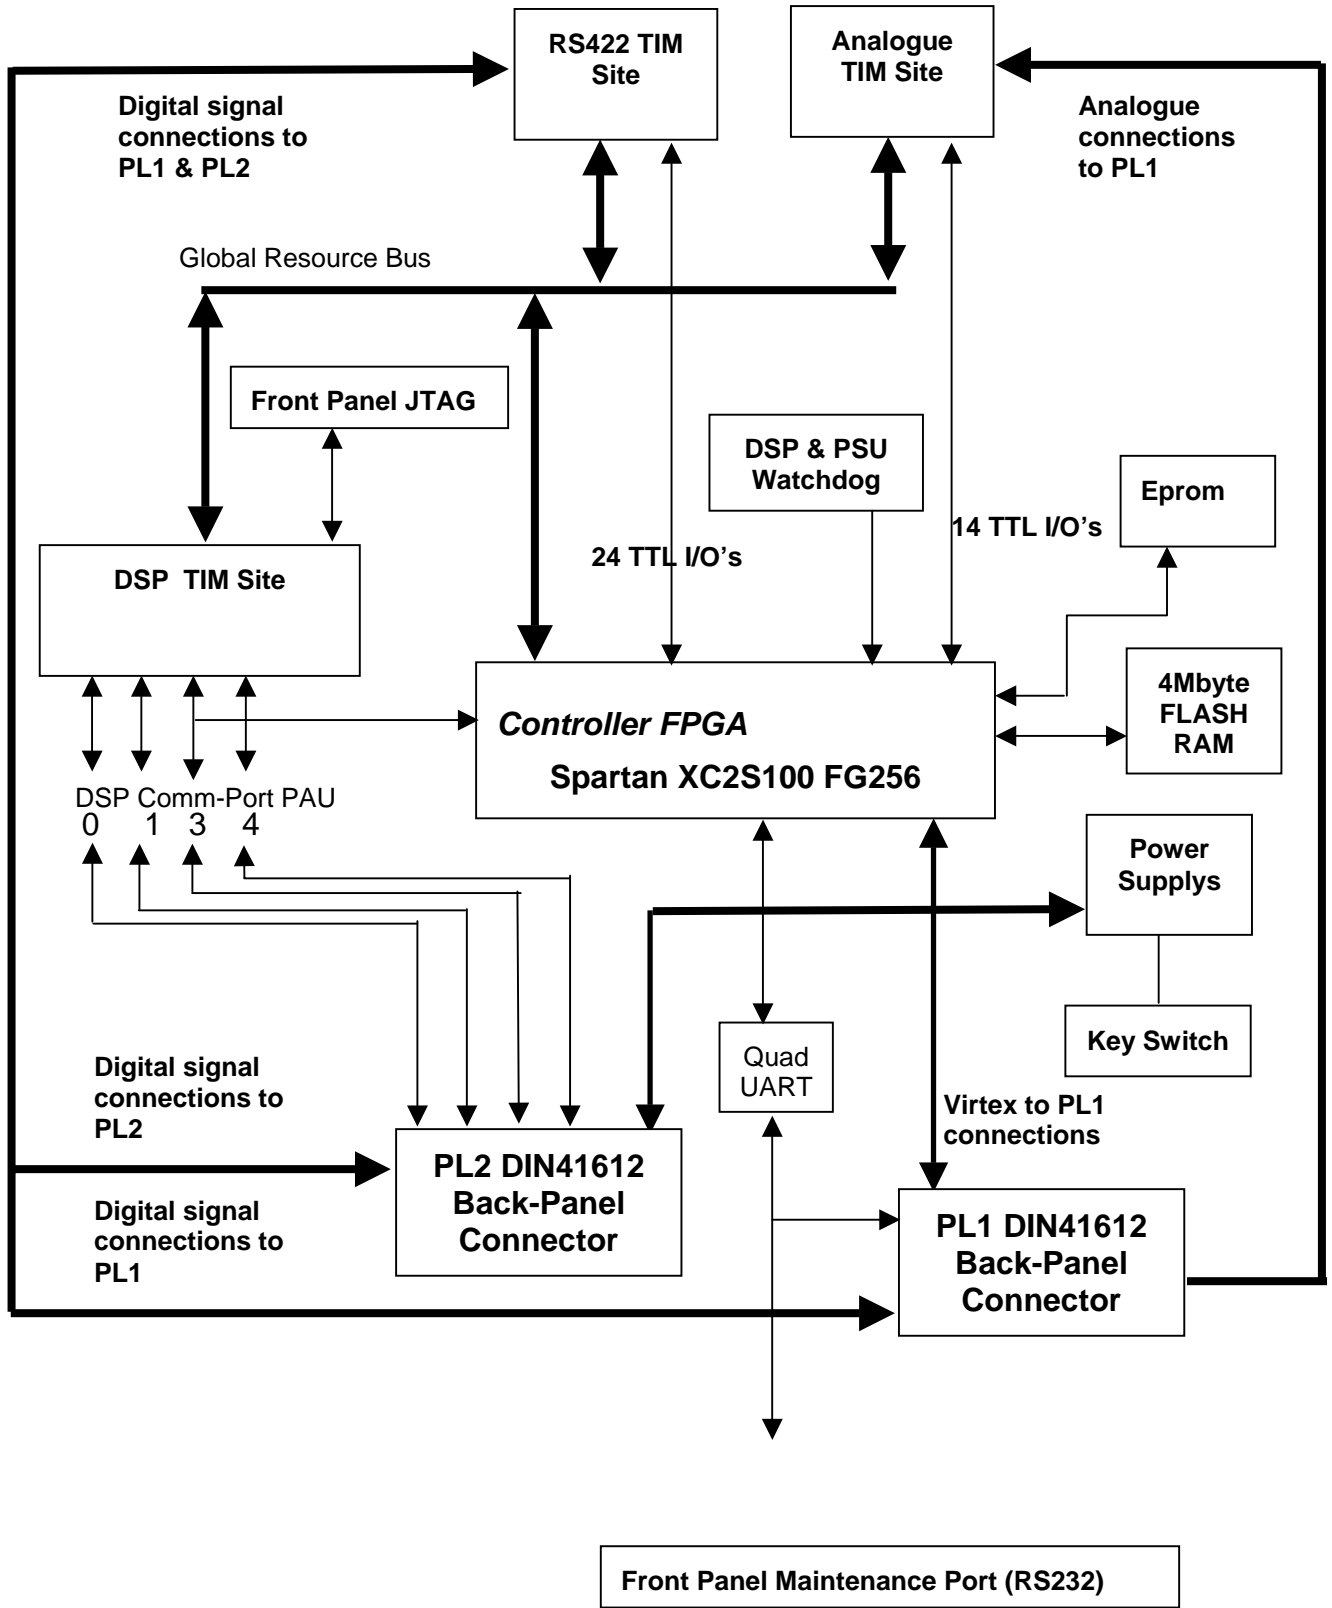 RS422 TIM
Site
Analogue
TIM Site
Digital signal
connections to
PL1 & PL2
Analogue
connections
to PL1
Global Resource Bus
Front Panel JTAG
DSP & PSU
Watchdog
Eprom
24 TTL I/O's
14 TTL I/O's
DSP TIM Site
4Mbyte
FLASH
RAM
Controller FPGA
Spartan XC2S100 FG256
DSP Comm-Port PAU
0 1 3 4
Power
Supplys
Key Switch
Quad
UART
Digital signal
connections to
PL2
Virtex to PL1
connections
PL2 DIN41612
Back-Panel
Connector
Digital signal
connections to
PL1
PL1 DIN41612
Back-Panel
Connector
Front Panel Maintenance Port (RS232)